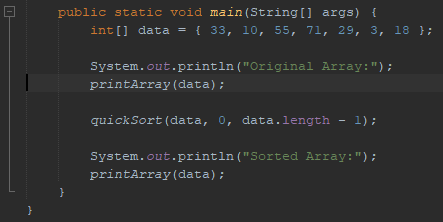 public static void main(String[] args) {
int[] data = { 33, 10, 55, 71, 29, 3, 18 };
System.out.println("Original Array:");
printArray(data);
quickSort(data, 0, data.length - 1);
System.out.println("Sorted Array:");
printArray(data);
}
}